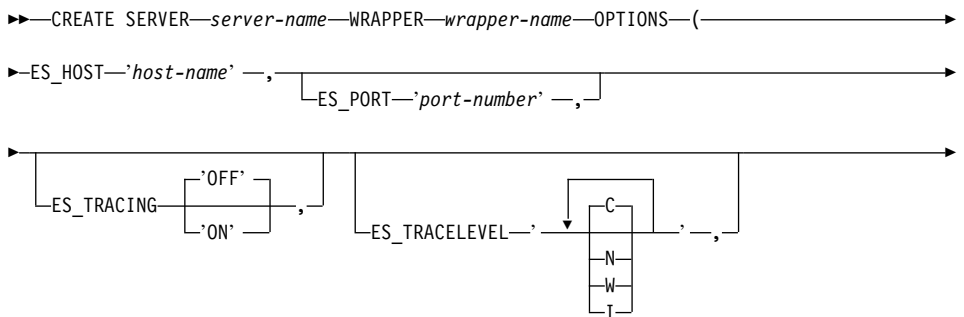 CREATE SERVER server-name WRAPPER wrapper-name OPTIONS (
ES_HOST 'host-name' ,
ES_PORT 'port-number' ,
'OFF'
ES_TRACING ,
'ON'
C
ES_TRACELEVEL ' ' ,
N
W
I